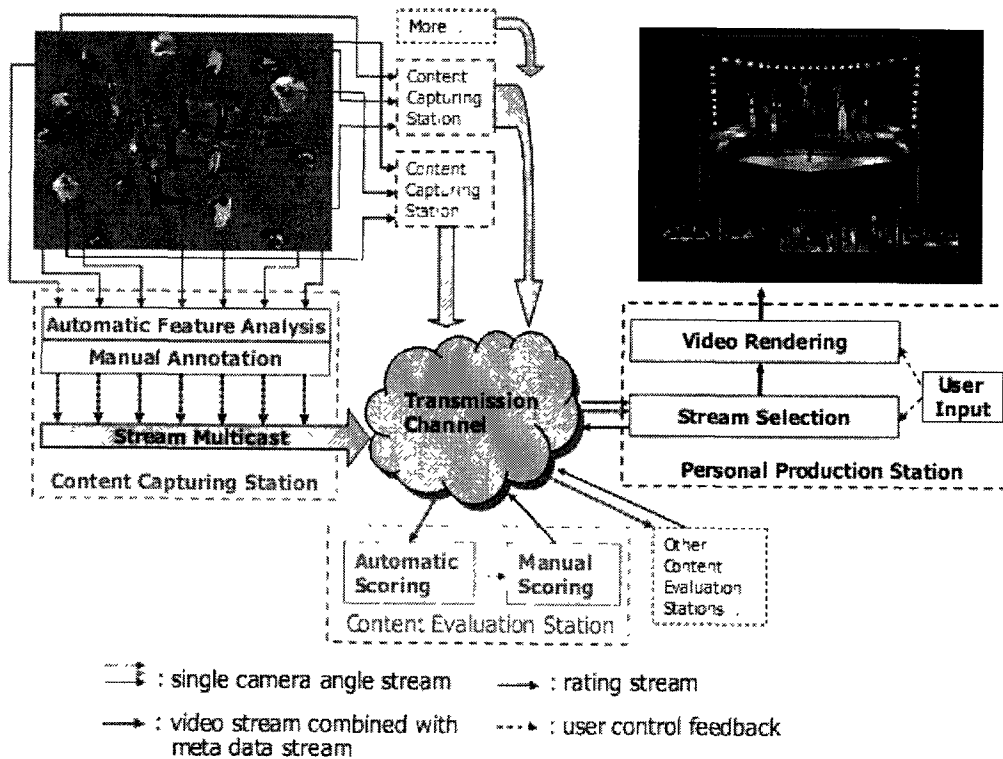 More .
Content
Capturing
Station
Content
Capturing
Station
Automatic Feature Analysis
Manual Annotation
Stream Multicast
Content Capturing Station
Transmission
Channel
Video Rendering
Stream Selection
User
Input
Personal Production Station
Automatic
Scoring
Manual
Scoring
Content Evaluation Station
Other
Content
Evaluation
Stations .
: single camera angle stream
: rating stream
: video stream combined with
meta data stream
: user control feedback